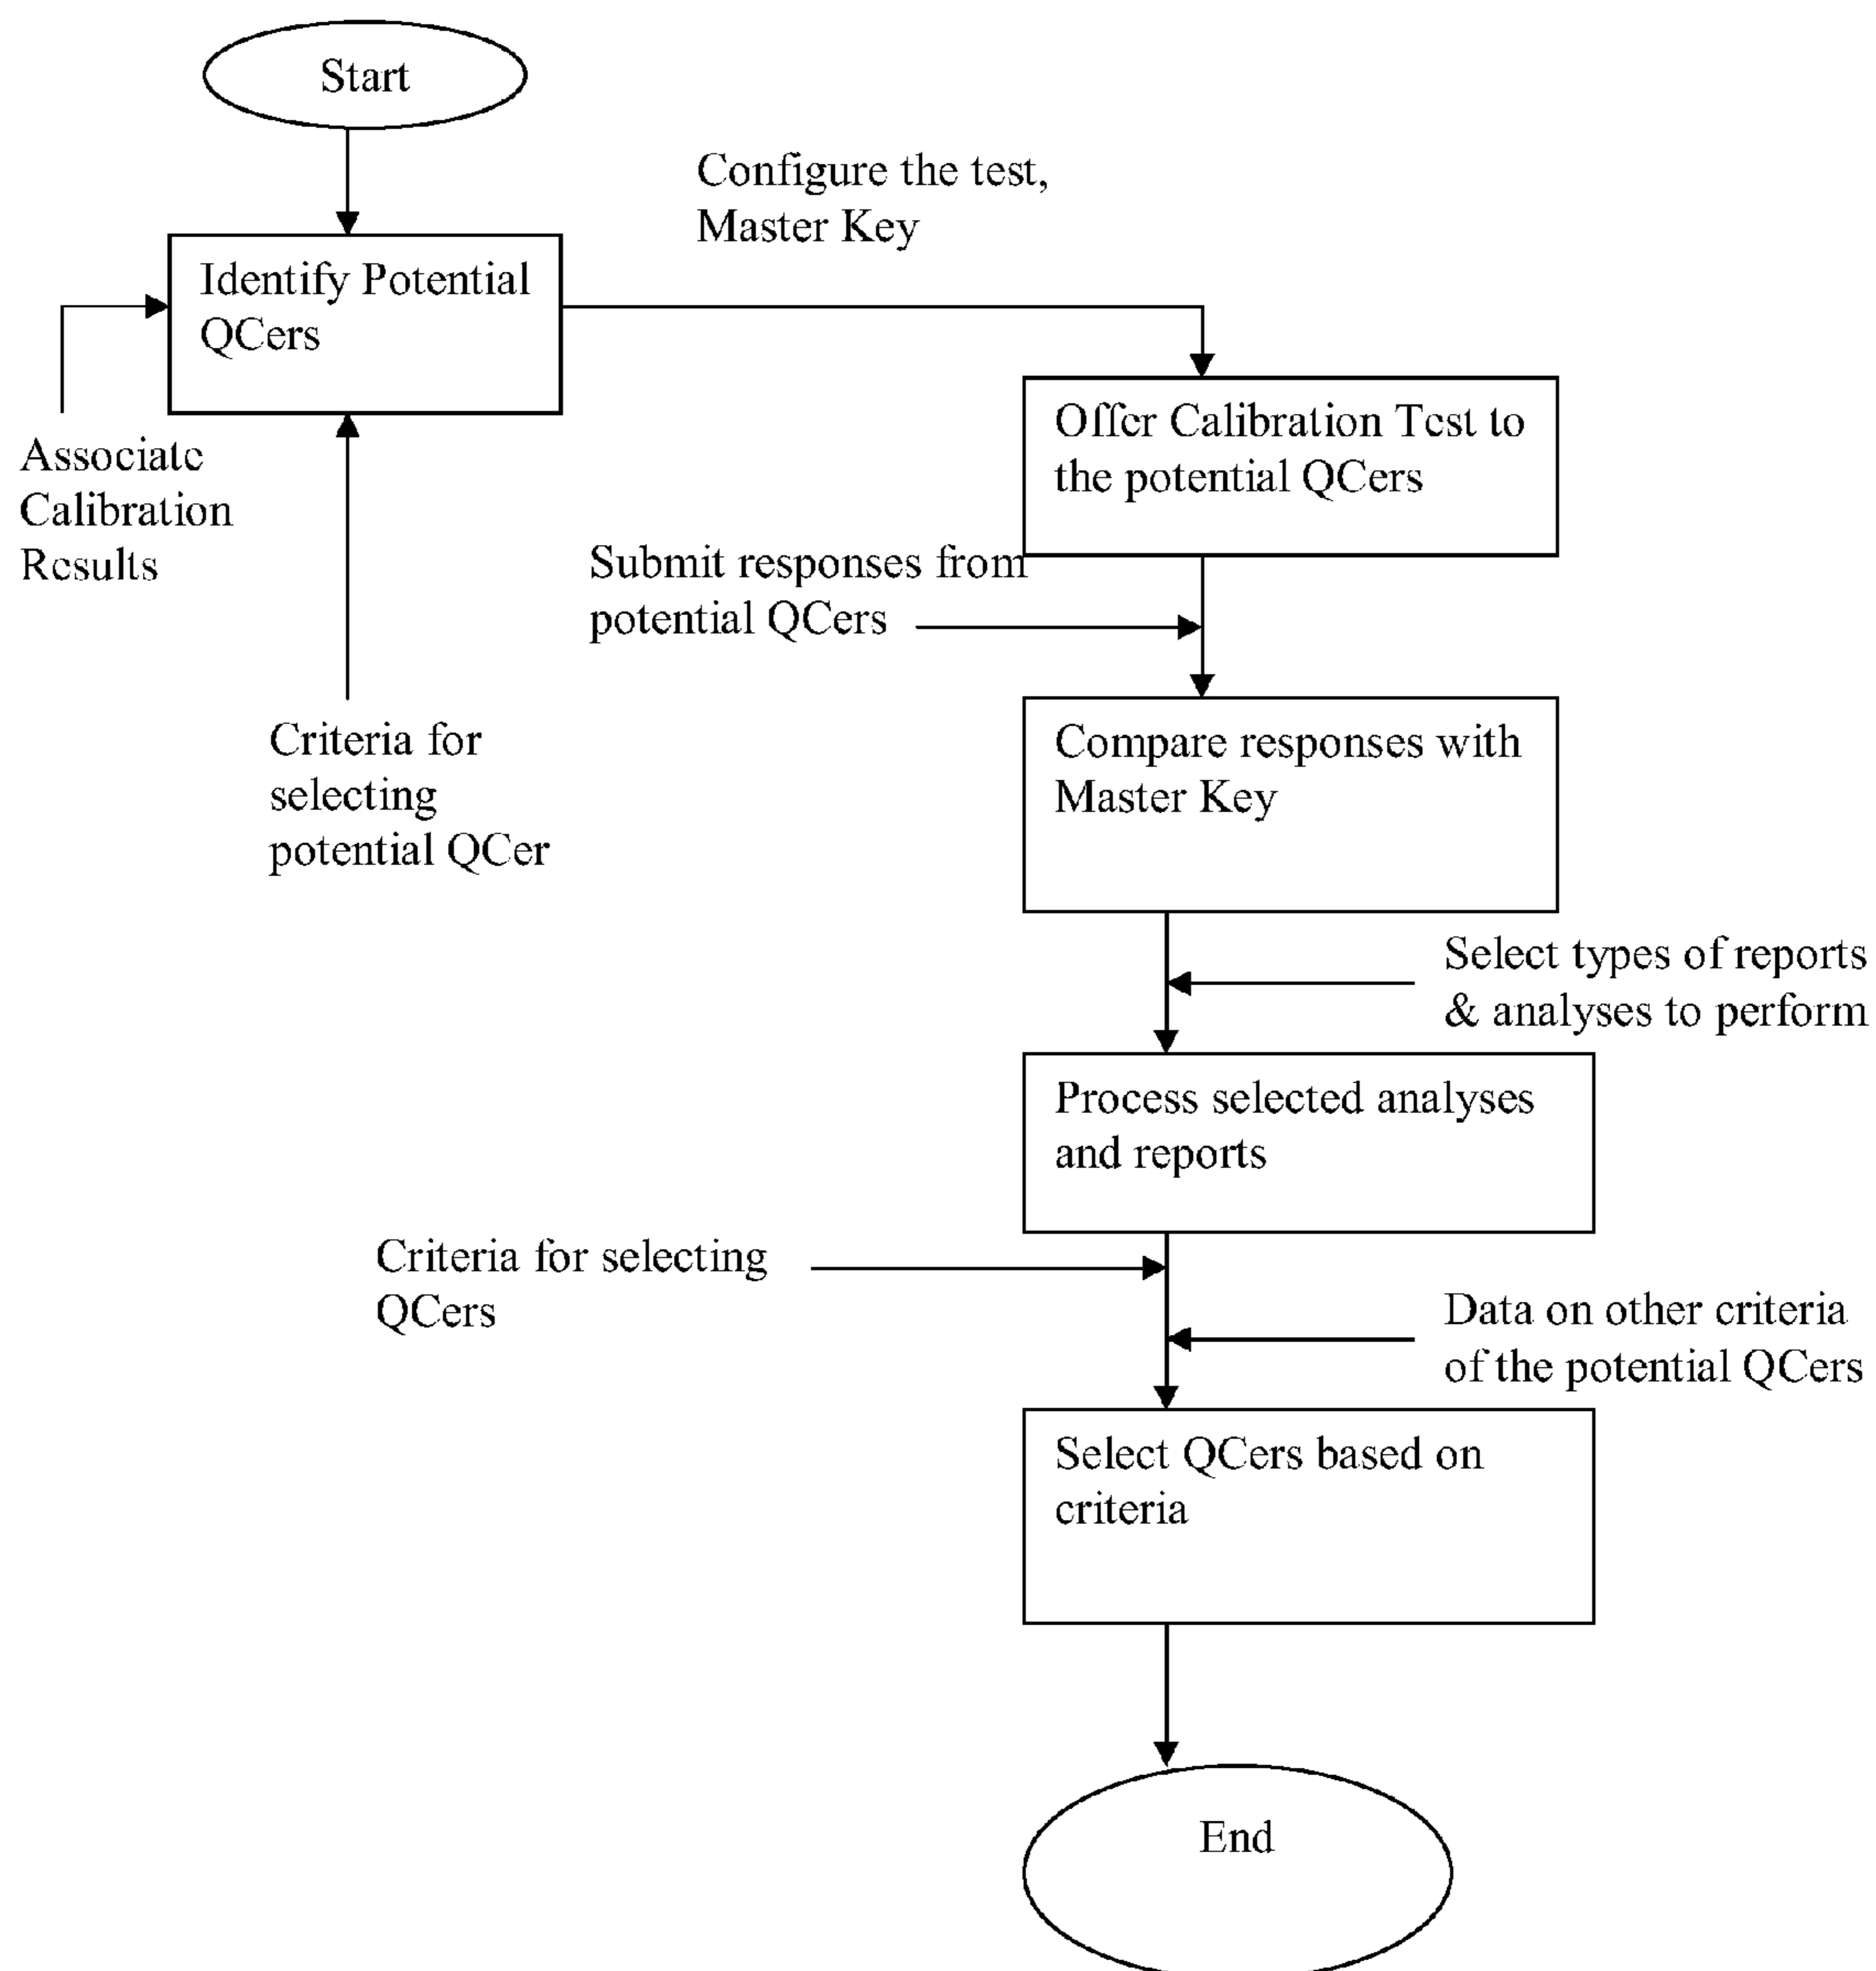 Start
Configure the test,
Master Key
Identify Potential
QCers
Associate
Calibration
Results
Criteria for
selecting
potential QCer
Offer Calibration Test to
the potential QCers
Submit responses from
potential QCers
Compare responses with
Master Key
Select types of reports
& analyses to perform
Process selected analyses
and reports
Criteria for selecting
QCers
Data on other criteria
of the potential QCers
Select QCers based on
criteria
End